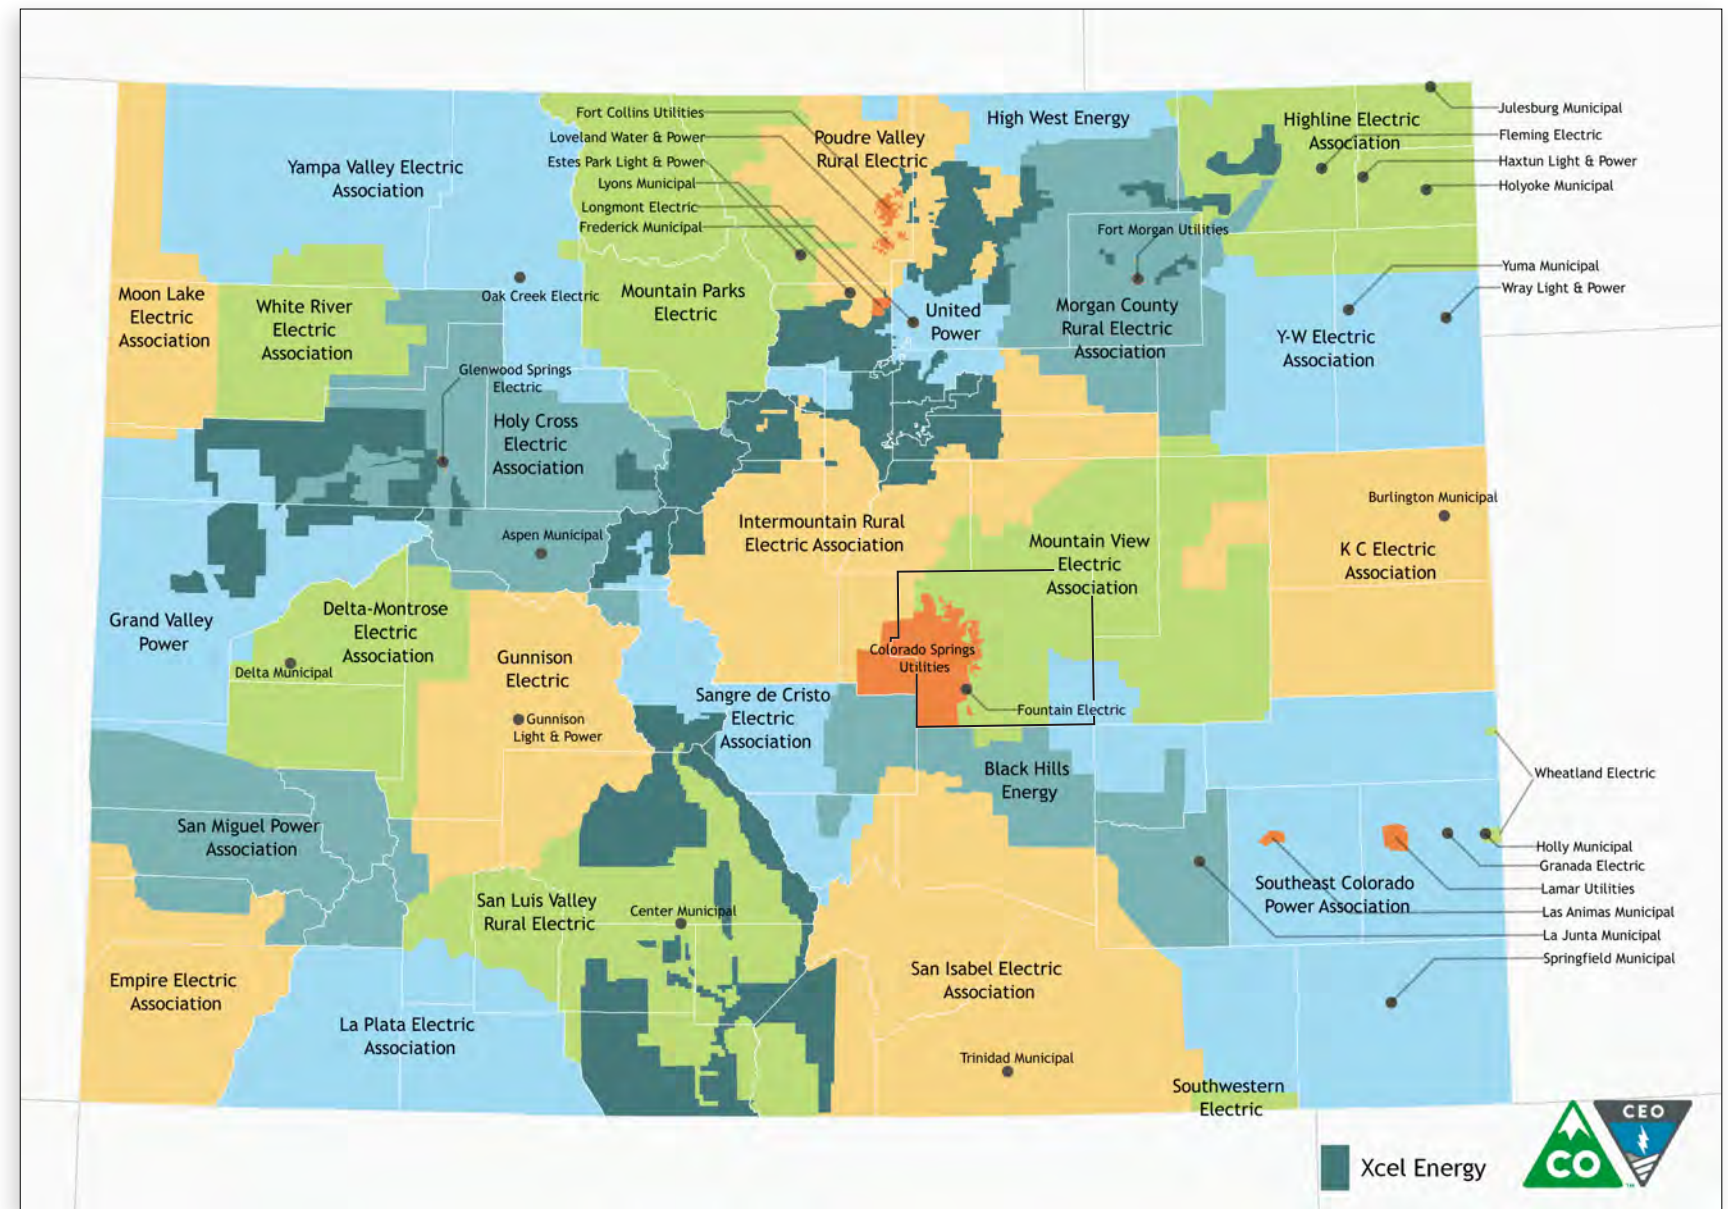 Fort Collins Utilities
Loveland Water & Power
Estes Park Light & Power
Lyons Municipal
Longmont Electric
Frederick Municipal
Poudre Valley
Rural Electric
High West Energy
Highline Electric
Association
Julesburg Municipal
Fleming Electric
Haxtun Light & Power
Holyoke Municipal
Yampa Valley Electric
Association
Fort Morgan Utilities
Yuma Municipal
Wray Light & Power
Moon Lake
Electric
Association
White River
Electric
Association
Oak Creek Electric
Mountain Parks
Electric
United
Power
Morgan County
Rural Electric
Association
Y-W Electric
Association
Glenwood Springs
Electric
Holy Cross
Electric
Association
Burlington Municipal
Aspen Municipal
Intermountain Rural
Electric Association
Mountain View
Electric
Association
K C Electric
Association
Grand Valley
Power
Delta-Montrose
Electric
Association
Delta Municipal
Gunnison
Electric
Colorado Springs
Utilities
Gunnison
Light & Power
Sangre de Cristo
Electric
Association
Fountain Electric
Black Hills
Energy
Wheatland Electric
San Miguel Power
Association
Holly Municipal
Granada Electric
Lamar Utilities
Las Animas Municipal
La Junta Municipal
Springfield Municipal
Southeast Colorado
Power Association
San Luis Valley
Rural Electric
Center Municipal
Empire Electric
Association
San Isabel Electric
Association
La Plata Electric
Association
Trinidad Municipal
Southwestern
Electric
Xcel Energy
CO
CEO